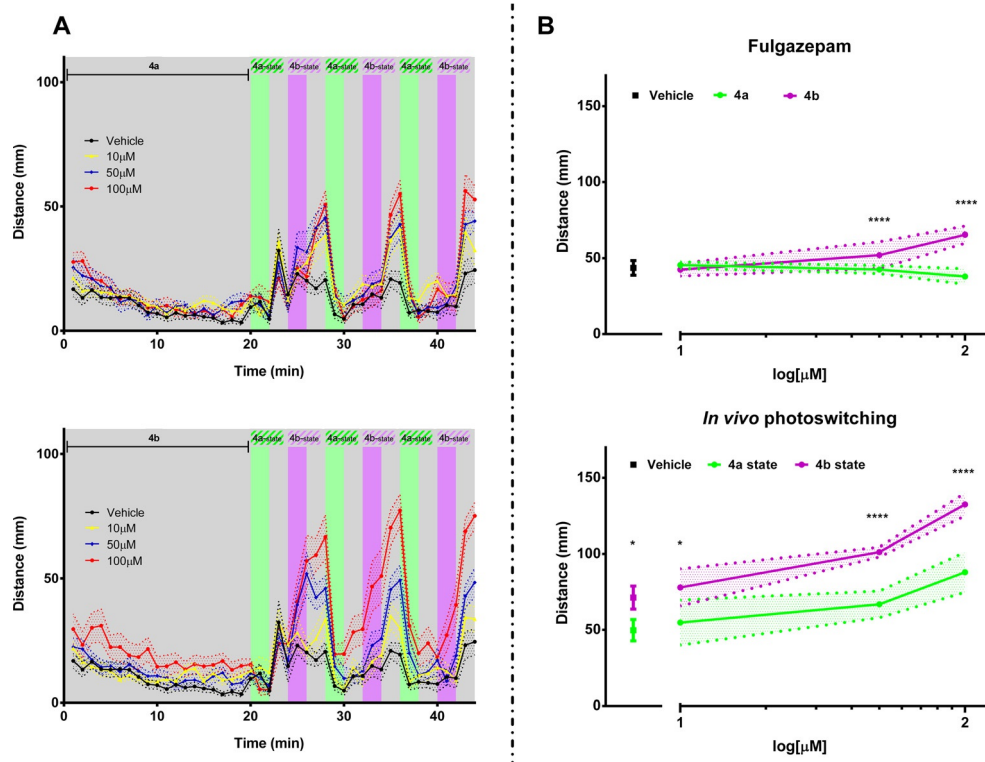 A
4a
4a-state 4b-state 4a-state 4b-state 4a-state 4b-state
100
50
0
Distance (mm)
Vehicle
10µM
50µM
100µM
0 10 20 30 40
Time (min)
4b
4a-state 4b-state 4a-state 4b-state 4a-state 4b-state
100
50
0
Distance (mm)
Vehicle
10µM
50µM
100µM
0 10 20 30 40
Time (min)
B
Fulgazepam
Vehicle 4a 4b
150
100
50
0
Distance (mm)
**** ****
1 2
log[µM]
In vivo photoswitching
Vehicle 4a state 4b state
150
100
50
0
Distance (mm)
* * **** ****
1 2
log[µM]